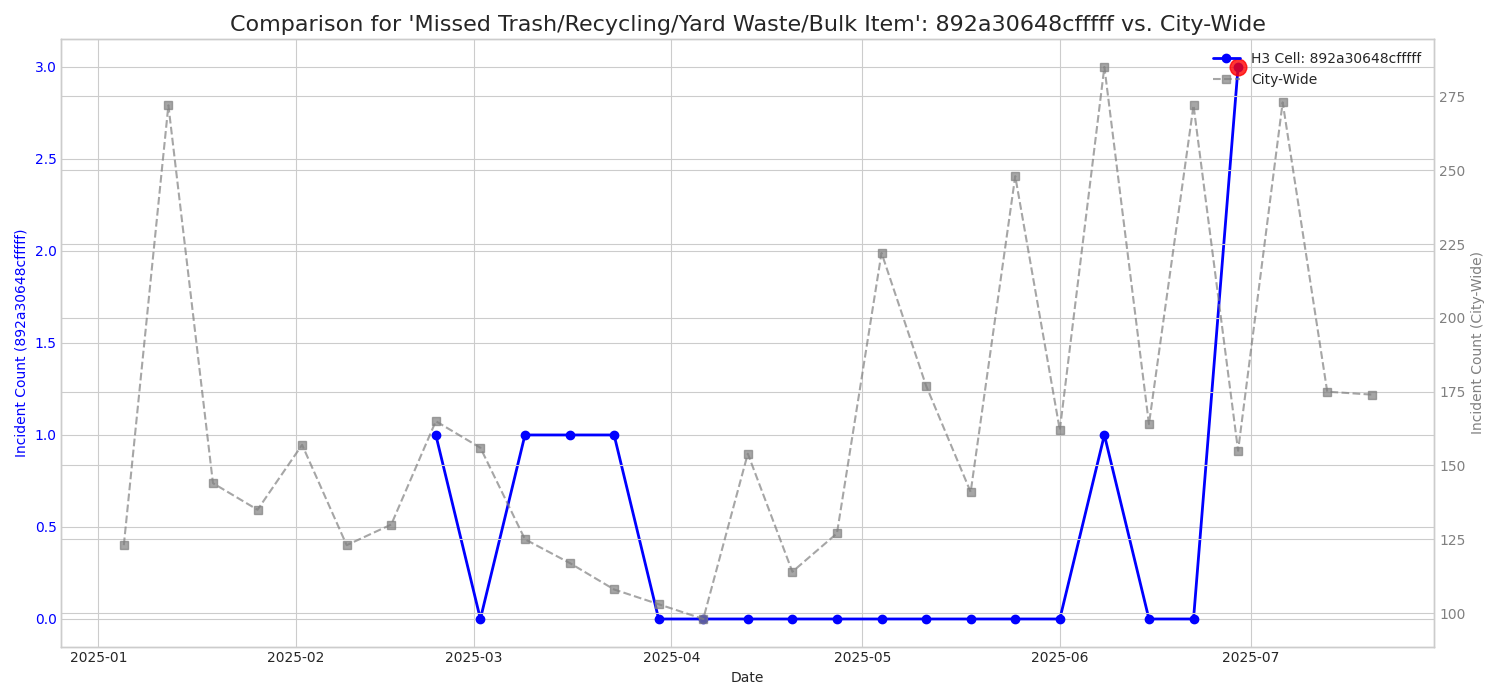 Comparison for 'Missed Trash/Recycling/Yard Waste/Bulk Item': 892a30648cfffff vs. City-Wide
H3 Cell: 892a30648cfffff
City-Wide
Incident Count (892a30648cfffff)
3.0
2.5
2.0
1.5
1.0
0.5
0.0
275
250
225
200
175
150
125
100
Incident Count (City-Wide)
2025-01 2025-02 2025-03 2025-04 2025-05 2025-06 2025-07
Date